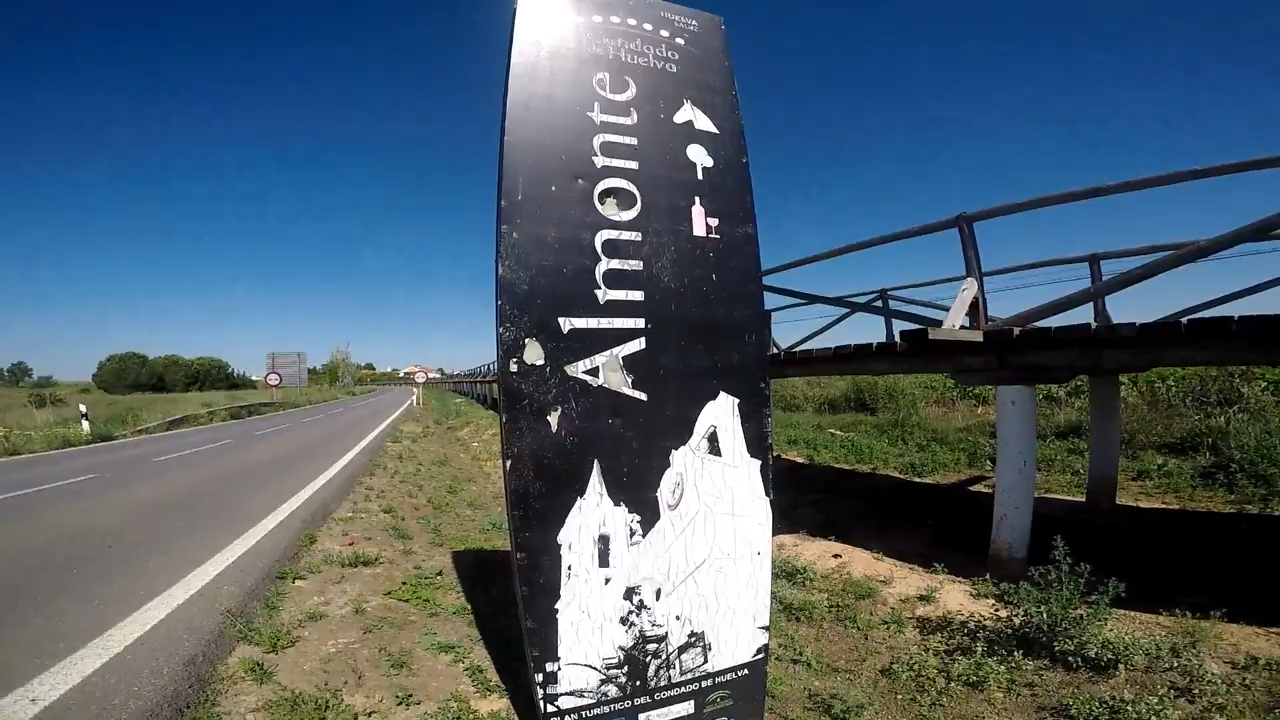 HUELVA
Condado
de Huelva
Almonte
PLAN TURÍSTICO DEL CONDADO DE HUELVA